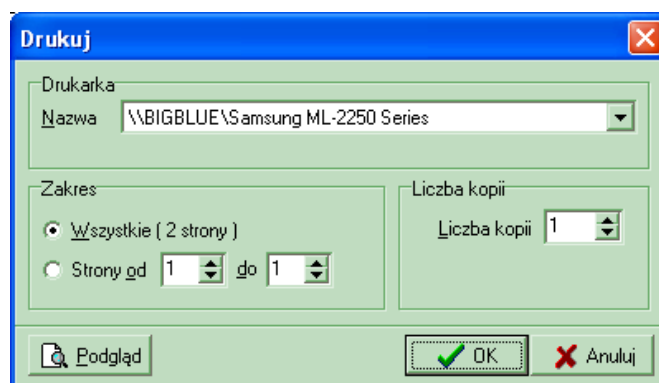 Drukuj
Drukarka
Nazwa \\BIGBLUE\Samsung ML-2250 Series
Zakres
Wszystkie ( 2 strony )
Strony od 1 do 1
Liczba kopii
Liczba kopii 1
Podgląd OK Anuluj